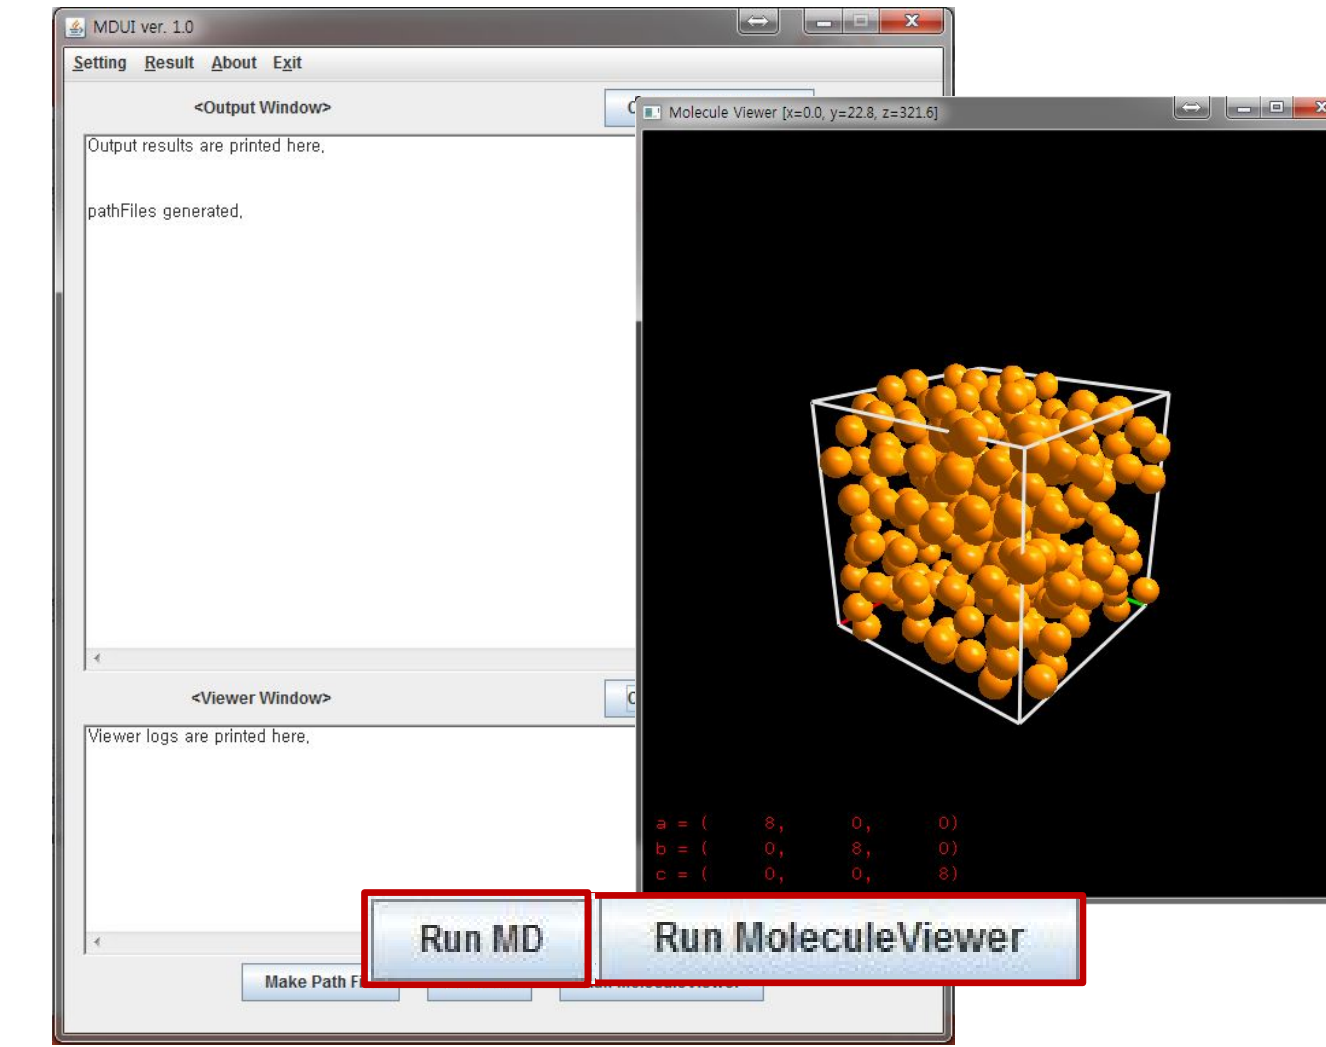 MDUI ver. 1.0
Setting Result About Exit
<Output Window>
Molecule Viewer [x=0.0, y=22.8, z=321.6]
Output results are printed here,
pathFiles generated,
<Viewer Window>
Viewer logs are printed here,
a = ( 8, 0, 0)
b = ( 0, 8, 0)
c = ( 0, 0, 8)
Run MD
Run MoleculeViewer
Make Path